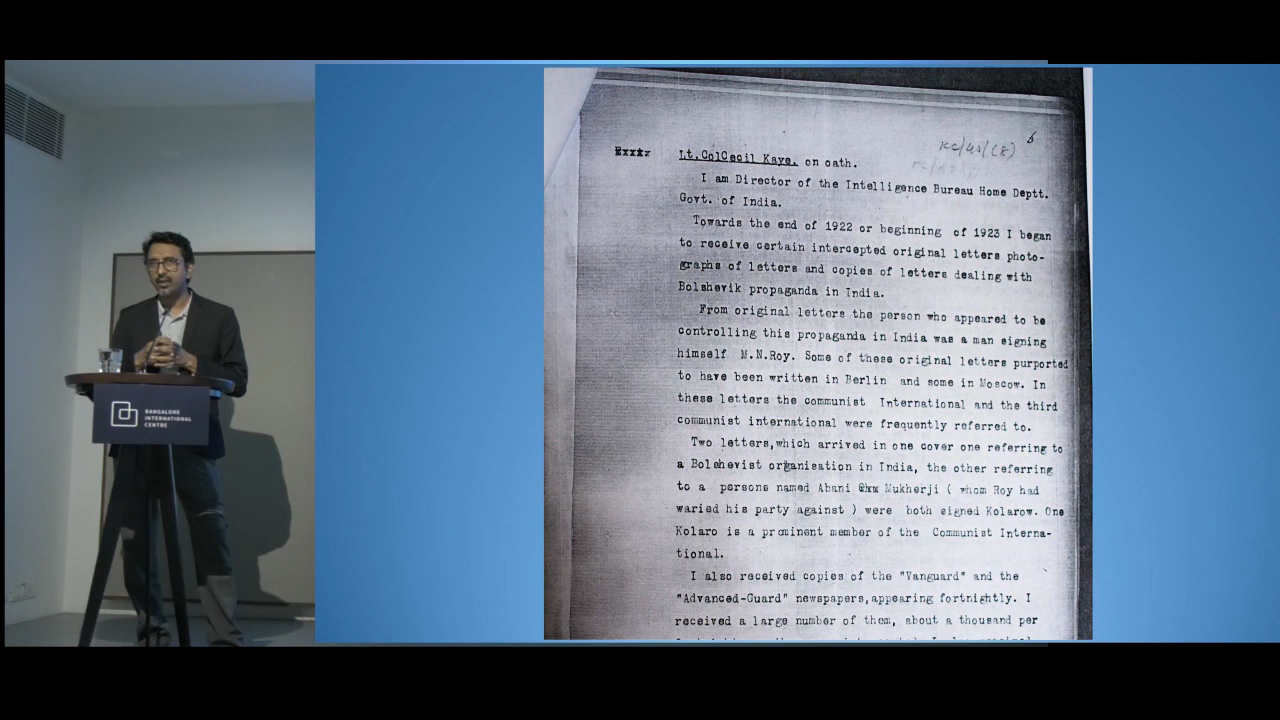 BANGALORE
INTERNATIONAL
CENTRE
6
Lt.ColCecil Kaye. on oath.
I am Director of the Intelligence Bureau Home Deptt.
Govt. of India.
Towards the end of 1922 or beginning of 1923 I began
to receive certain intercepted original letters photo-
graphs of letters and copies of letters dealing with
Bolshevik propaganda in India.
From original letters the person who appeared to be
controlling this propaganda in India was a man signing
himself M.N.Roy. Some of these original letters purported
to have been written in Berlin and some in Moscow. In
these letters the communist International and the third
communist international were frequently referred to.
Two letters,which arrived in one cover one referring to
a Bolshevist organisation in India, the other referring
to a persons named Abani Mukherji ( whom Roy had
waried his party against ) were both signed Kolarow. One
Kolaro is a prominent member of the Communist Interna-
tional.
I also received copies of the "Vanguard" and the
"Advanced-Guard" newspapers,appearing fortnightly. I
received a large number of them, about a thousand per